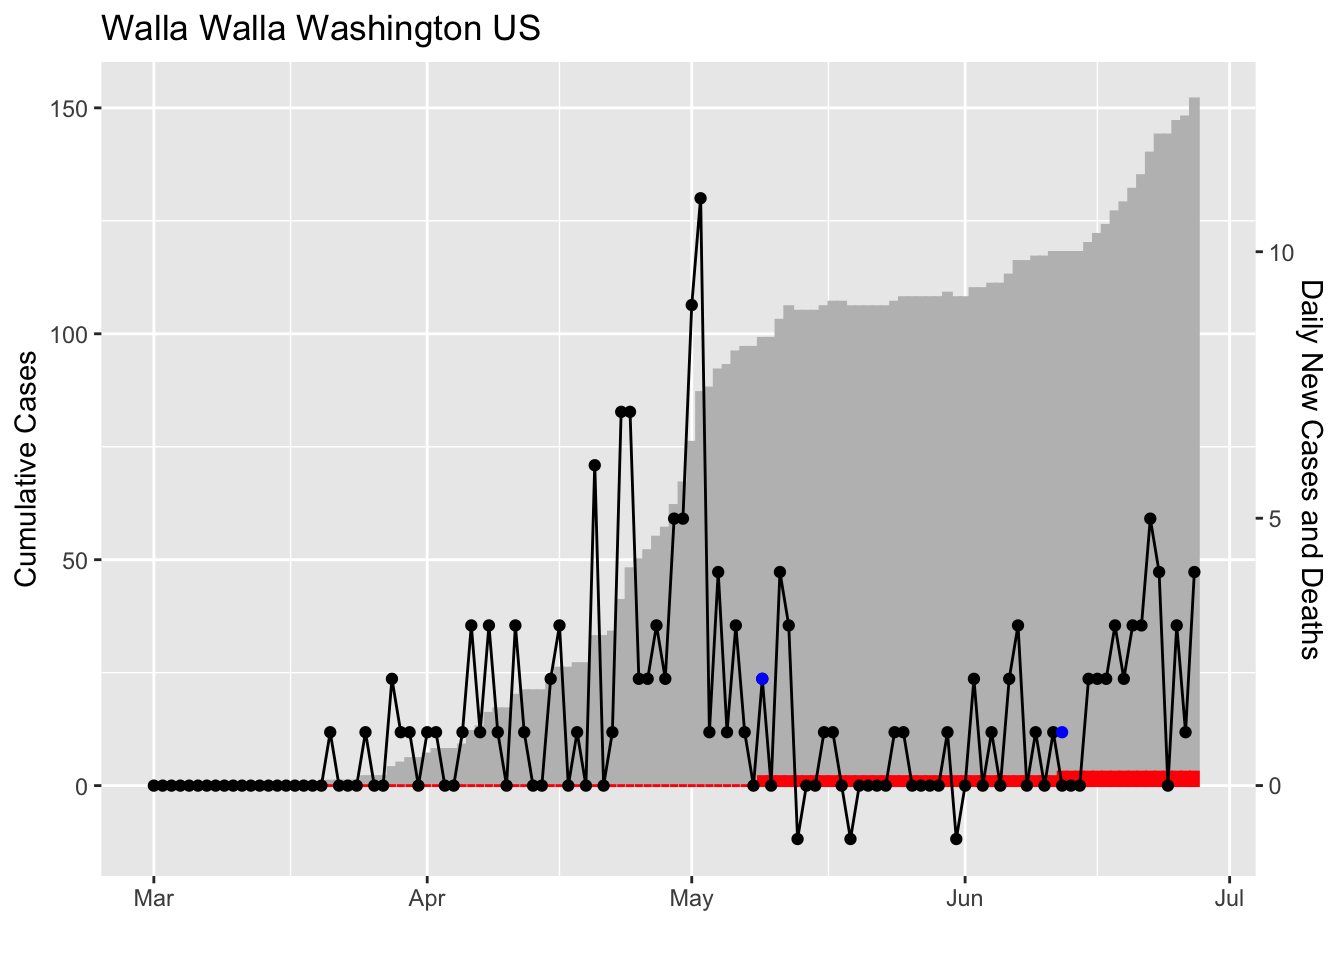 Walla Walla Washington US
Cumulative Cases
150
100
50
0
10
5
0
Daily New Cases and Deaths
Mar
Apr
May
Jun
Jul